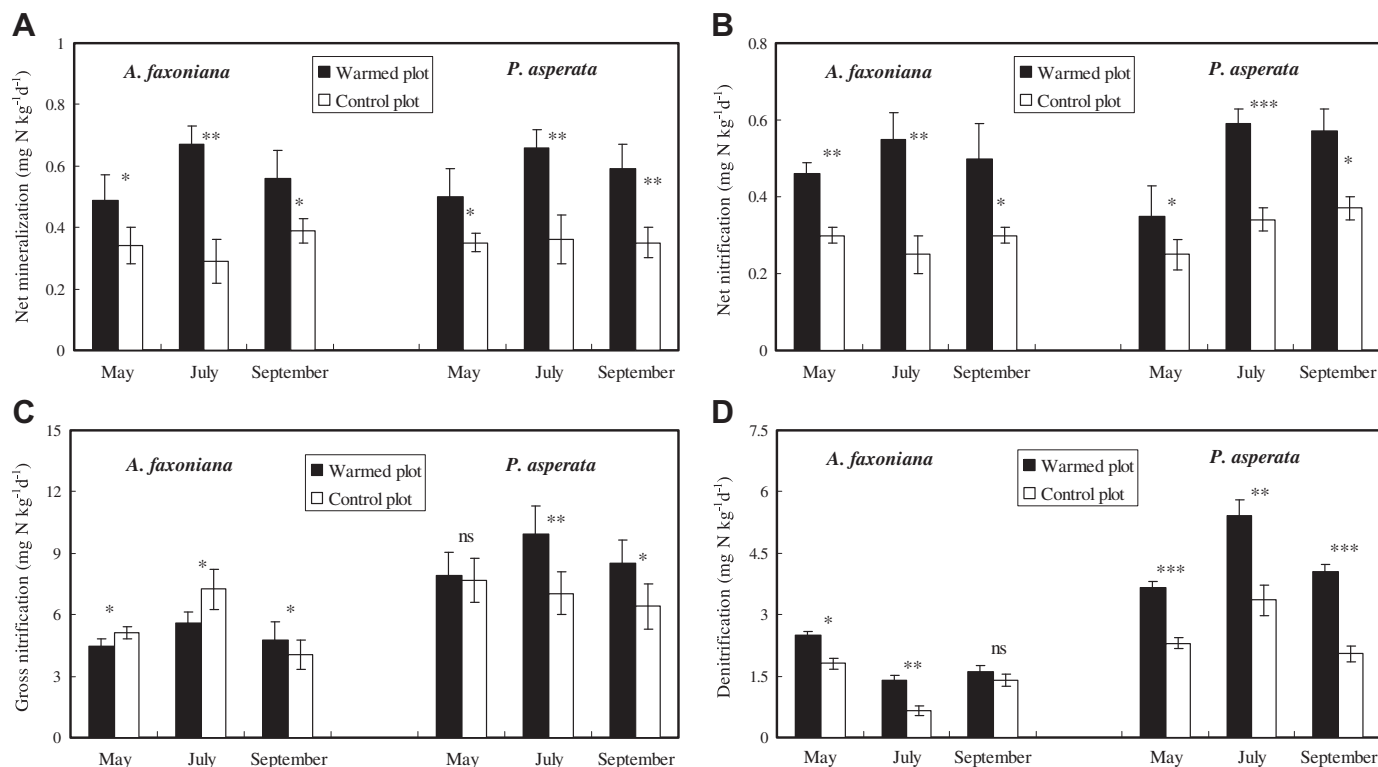 A
Net mineralization (mg N kg⁻¹d⁻¹)
1
0.8
0.6
0.4
0.2
0
A. faxoniana
Warmed plot
Control plot
P. asperata
*
**
*
*
**
**
May
July
September
May
July
September
B
Net nitrification (mg N kg⁻¹d⁻¹)
0.8
0.6
0.4
0.2
0
A. faxoniana
Warmed plot
Control plot
P. asperata
**
**
*
*
***
*
May
July
September
May
July
September
C
Gross nitrification (mg N kg⁻¹d⁻¹)
15
12
9
6
3
0
A. faxoniana
Warmed plot
Control plot
P. asperata
*
*
*
ns
**
*
May
July
September
May
July
September
D
Denitrification (mg N kg⁻¹d⁻¹)
7.5
6
4.5
3
1.5
0
A. faxoniana
Warmed plot
Control plot
P. asperata
*
**
ns
***
**
***
May
July
September
May
July
September